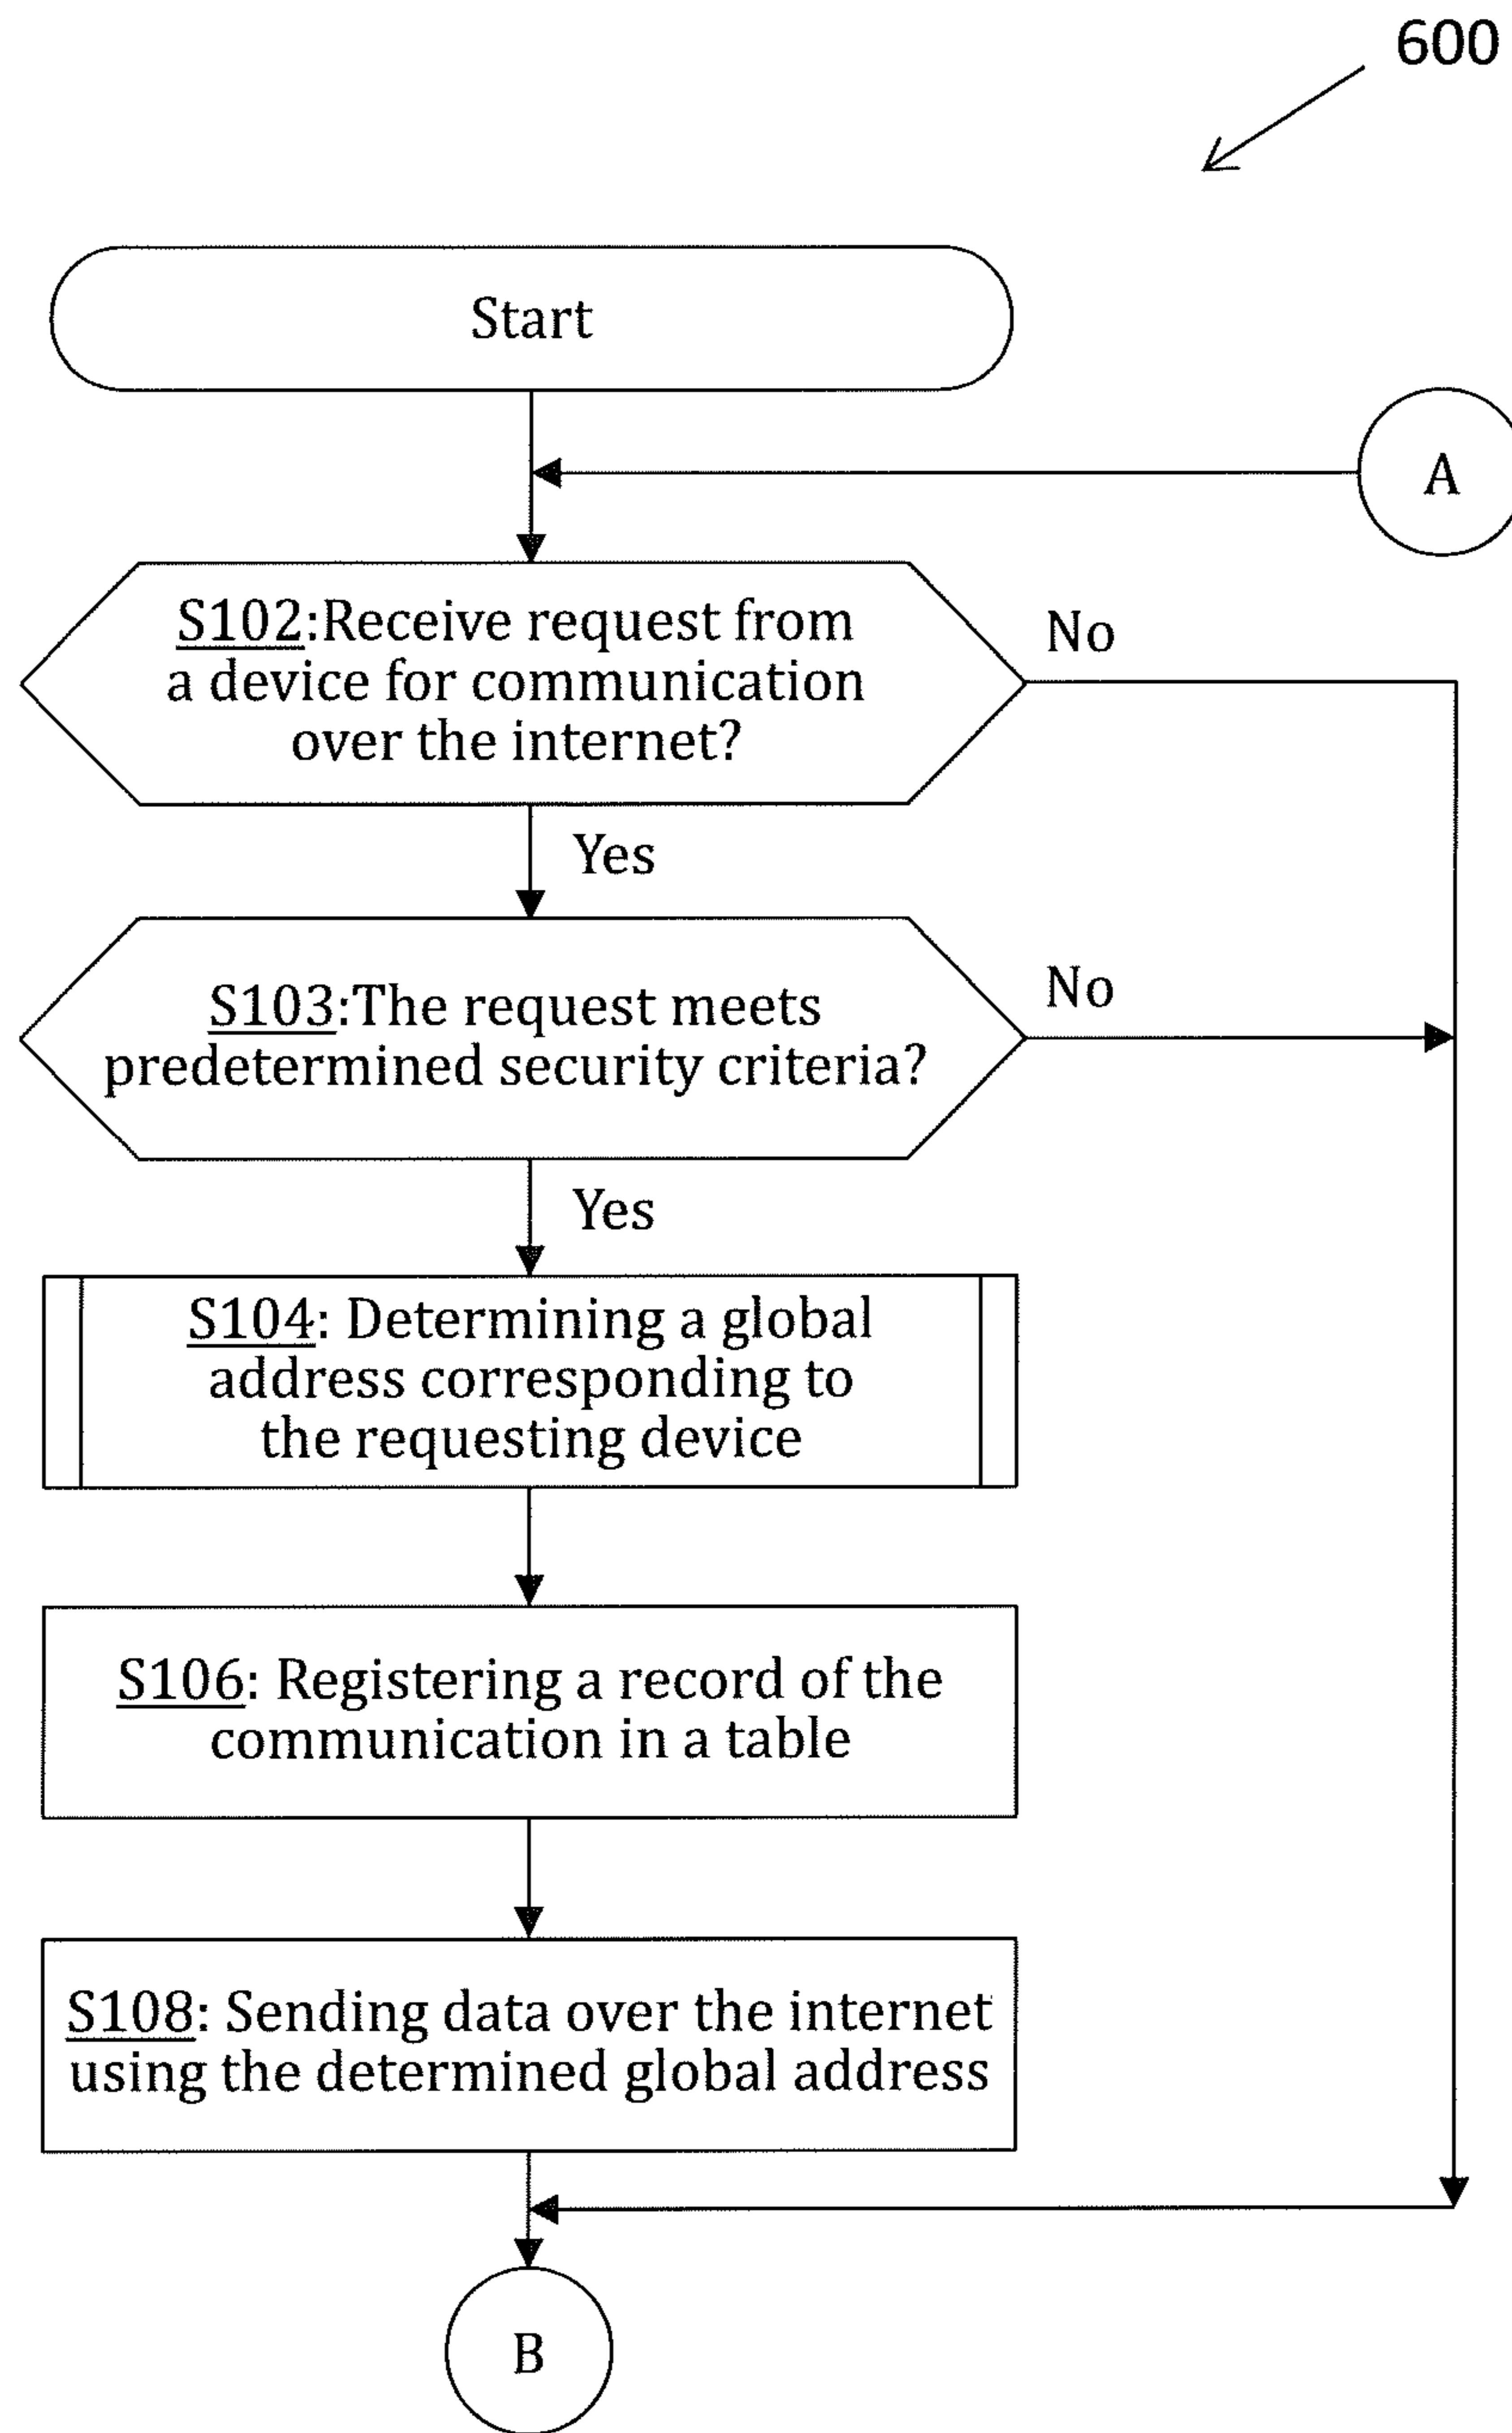 600
Start
A
S102:Receive request from
a device for communication
over the internet?
No
Yes
S103:The request meets
predetermined security criteria?
No
Yes
S104: Determining a global
address corresponding to
the requesting device
S106: Registering a record of the
communication in a table
S108: Sending data over the internet
using the determined global address
B